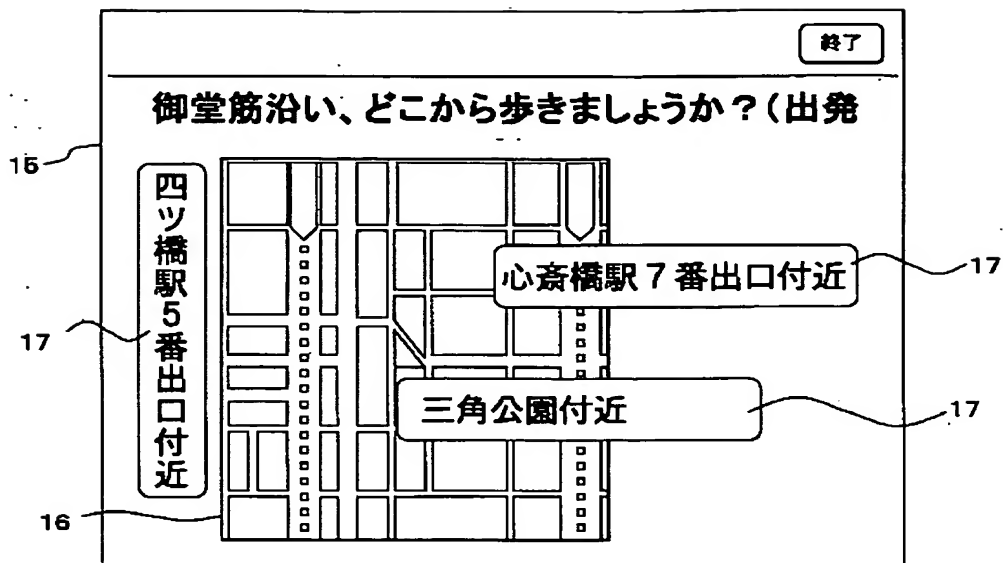 終了
御堂筋沿い、どこから歩きましょうか？(出発
15
四ツ橋駅5番出口付近
心斎橋駅７番出口付近
17
17
三角公園付近
17
16